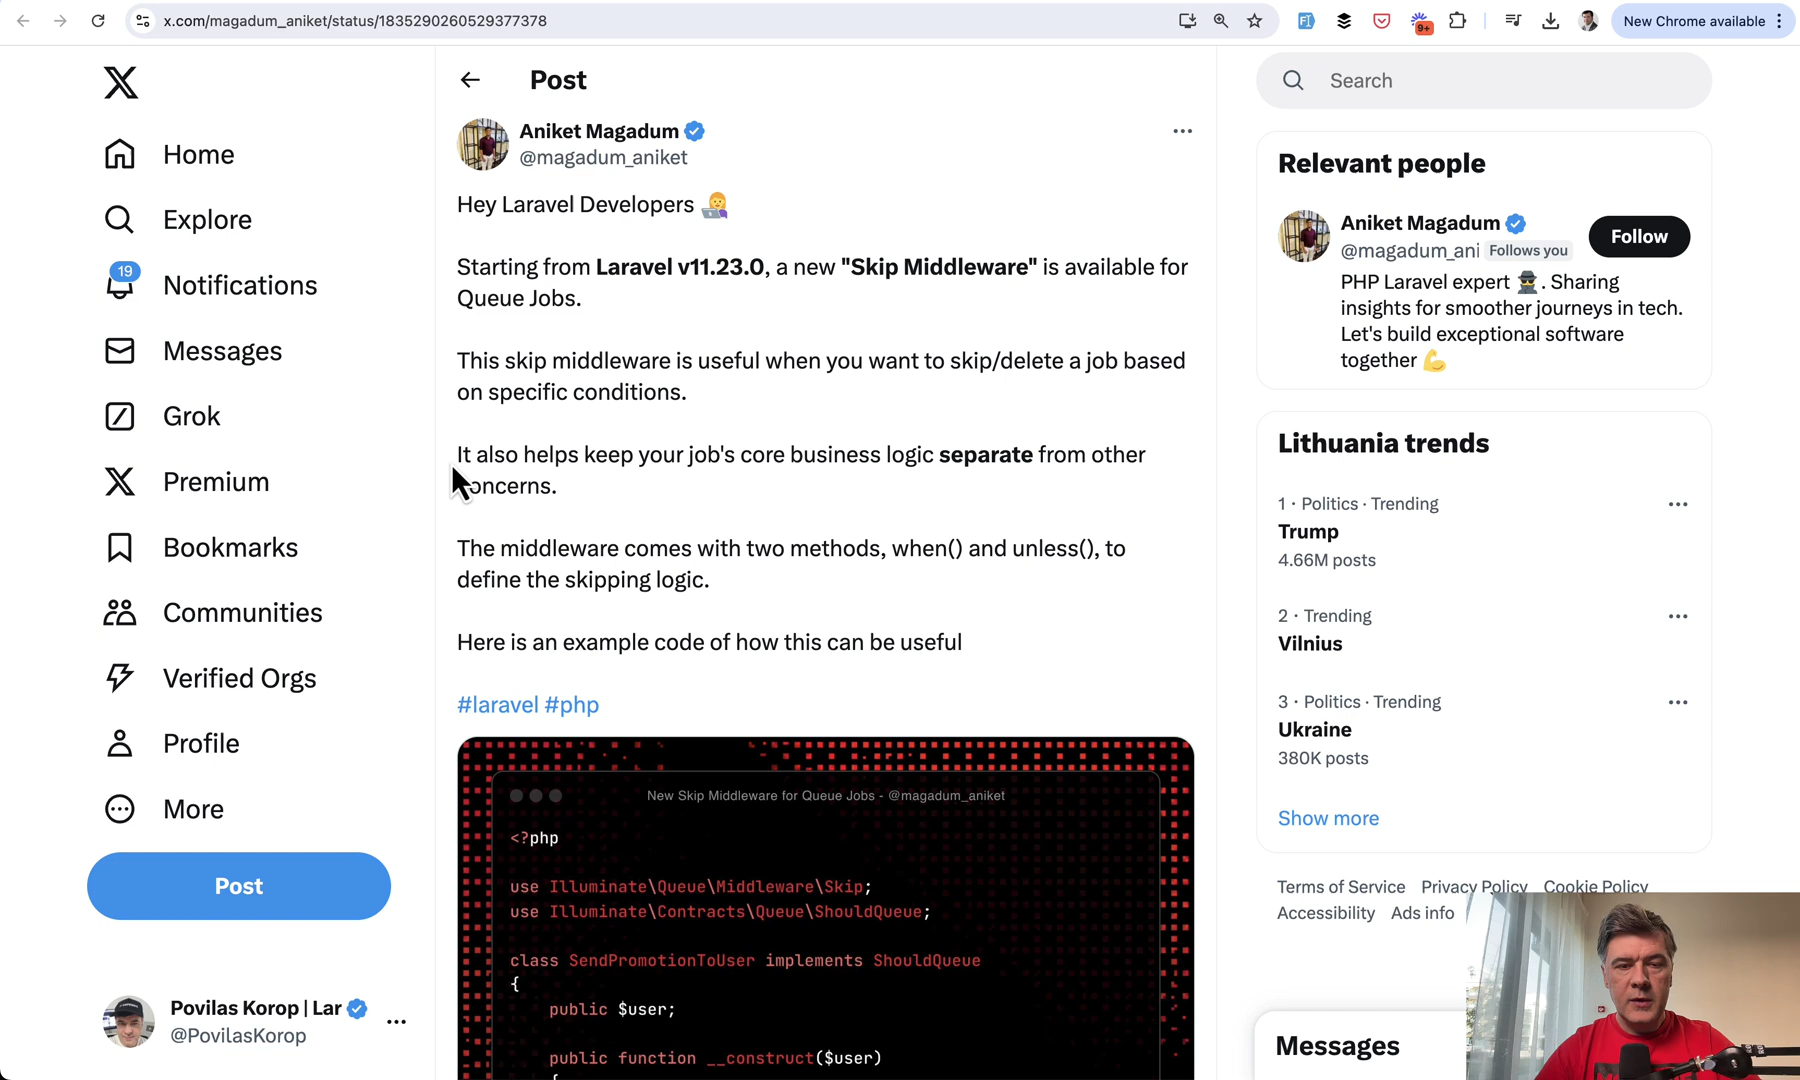 x.com/magadum_aniket/status/1835290260529377378
9+
New Chrome available
Home
Explore
19
Notifications
Messages
Grok
Premium
Bookmarks
Communities
Verified Orgs
Profile
More
Post
Povilas Korop | Lar
@PovilasKorop
Post
Aniket Magadum
@magadum_aniket
Hey Laravel Developers
Starting from Laravel v11.23.0, a new "Skip Middleware" is available for
Queue Jobs.
This skip middleware is useful when you want to skip/delete a job based
on specific conditions.
It also helps keep your job's core business logic separate from other
concerns.
The middleware comes with two methods, when() and unless(), to
define the skipping logic.
Here is an example code of how this can be useful
#laravel #php
New Skip Middleware for Queue Jobs - @magadum_aniket
<?php
use Illuminate\Queue\Middleware\Skip;
use Illuminate\Contracts\Queue\ShouldQueue;
class SendPromotionToUser implements ShouldQueue
{
public $user;
public function __construct($user)
{
Search
Relevant people
Aniket Magadum
@magadum_ani Follows you
Follow
PHP Laravel expert . Sharing
insights for smoother journeys in tech.
Let's build exceptional software
together
Lithuania trends
1 · Politics · Trending
Trump
4.66M posts
2 · Trending
Vilnius
3 · Politics · Trending
Ukraine
380K posts
Show more
Terms of Service Privacy Policy Cookie Policy
Accessibility Ads info
Messages